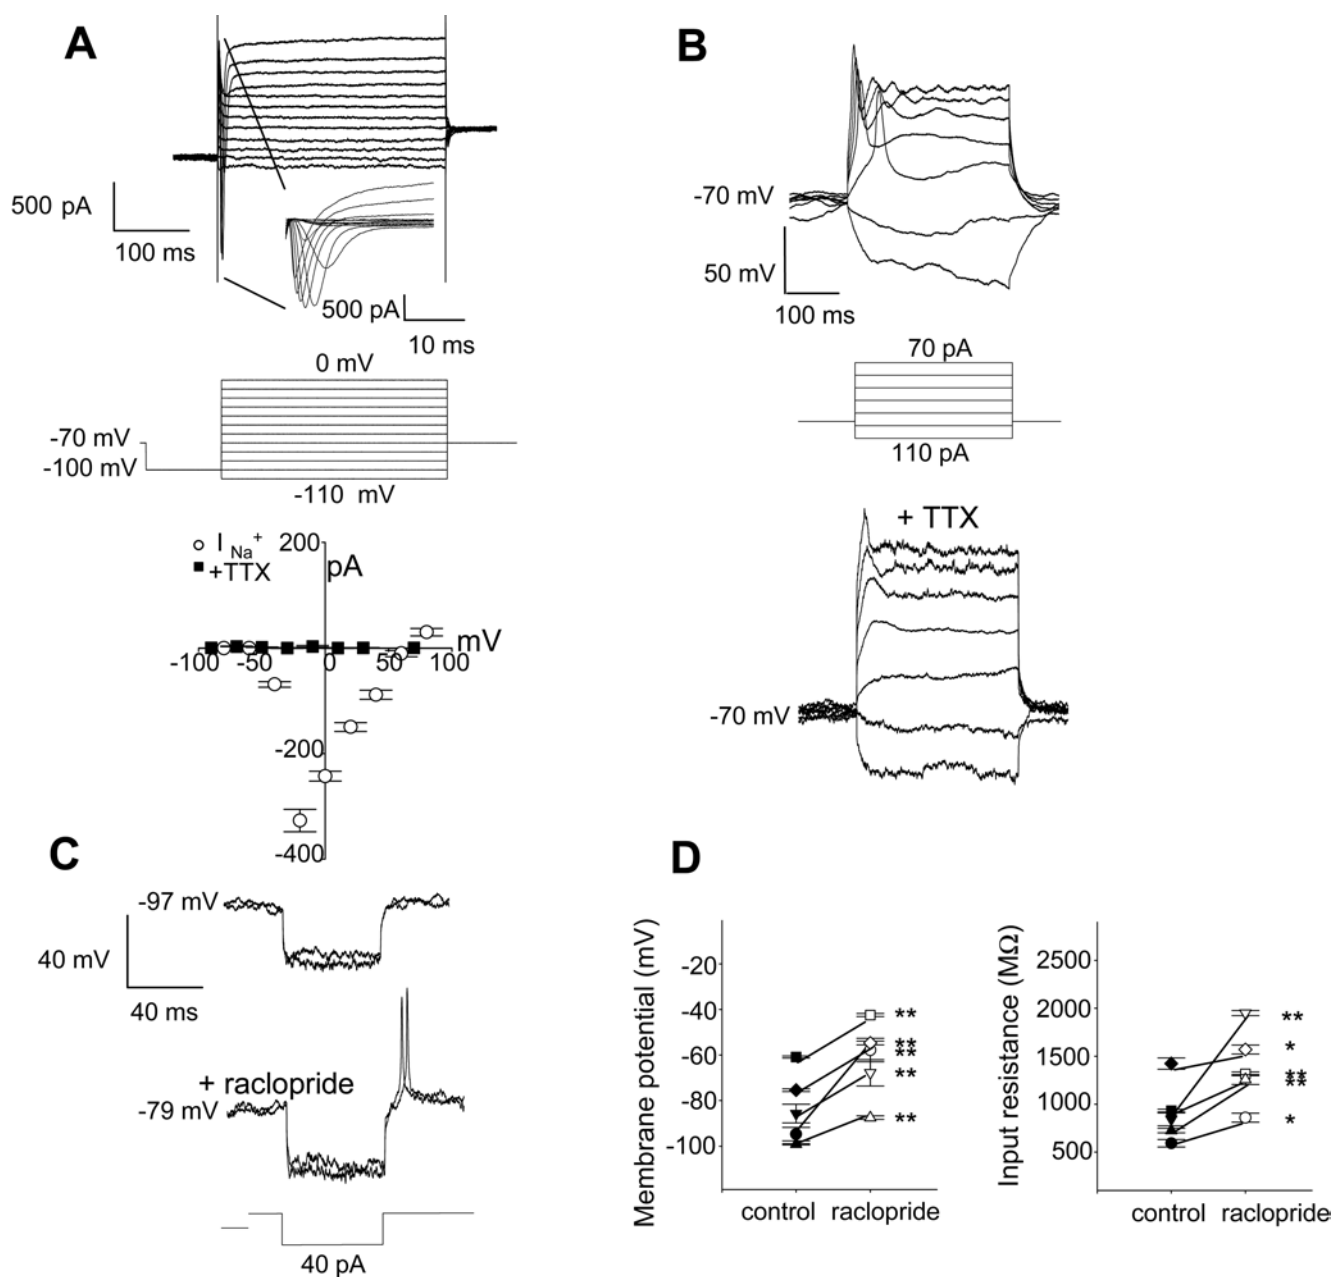 A
500 pA
100 ms
500 pA
10 ms
0 mV
-70 mV
-100 mV
-110 mV
I Na+
+TTX
200
pA
mV
-100
-50
0
50
100
-200
-400
B
-70 mV
50 mV
100 ms
70 pA
110 pA
+ TTX
-70 mV
C
-97 mV
40 mV
40 ms
+ raclopride
-79 mV
40 pA
D
Membrane potential (mV)
-20
-40
-60
-80
-100
**
**
**
**
**
control
raclopride
Input resistance (MΩ)
2500
2000
1500
1000
500
**
*
**
**
*
control
raclopride